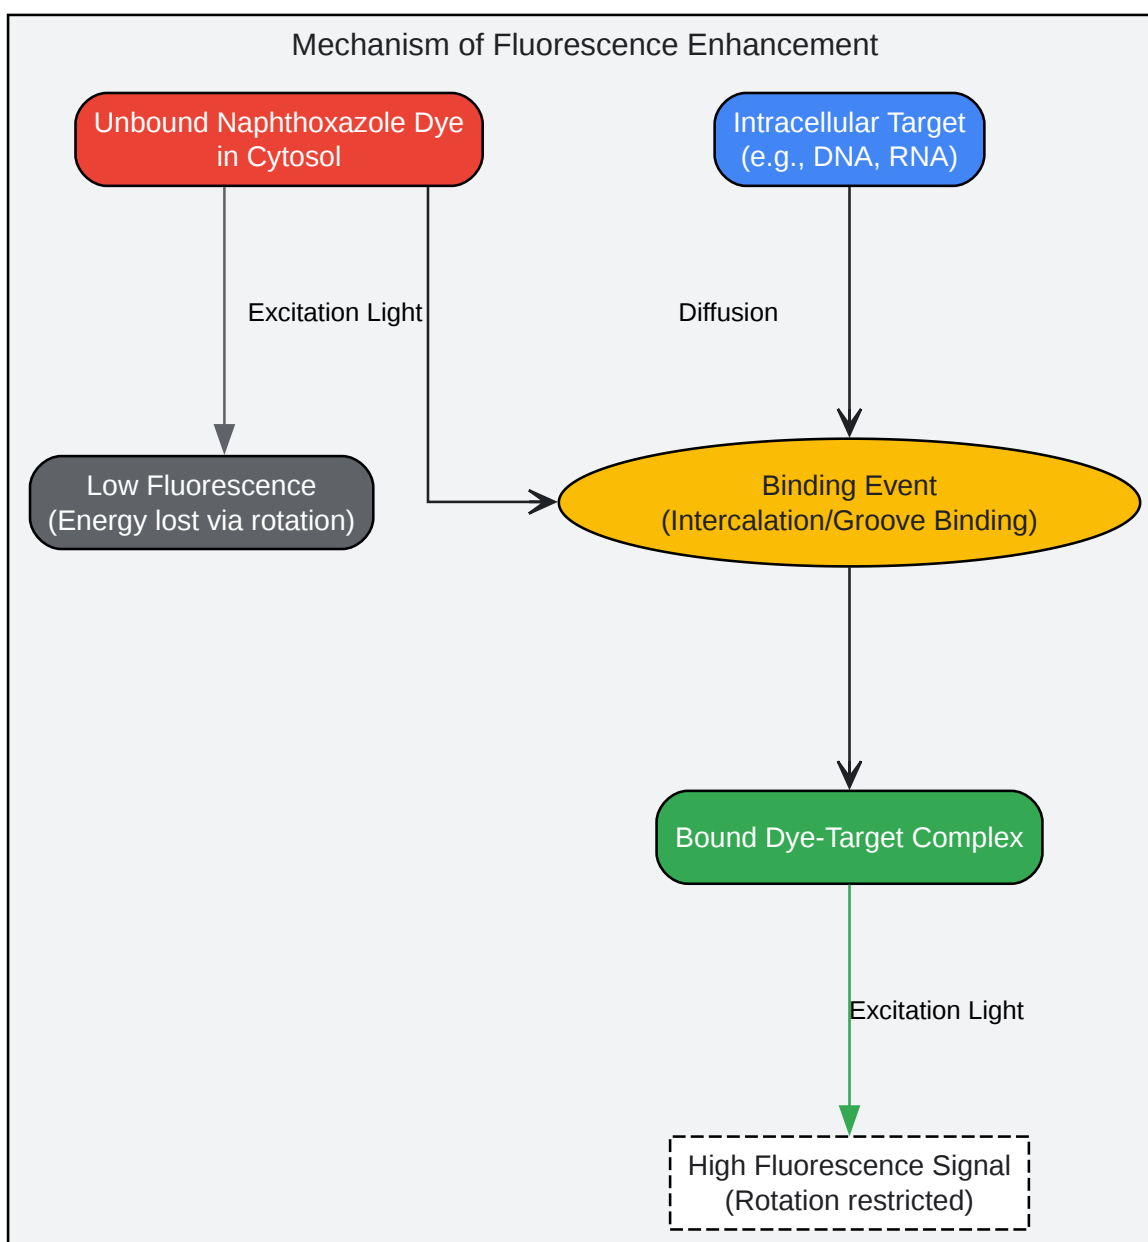 Mechanism of Fluorescence Enhancement
Unbound Naphthoxazole Dye
in Cytosol
Intracellular Target
(e.g., DNA, RNA)
Excitation Light
Diffusion
Low Fluorescence
(Energy lost via rotation)
Binding Event
(Intercalation/Groove Binding)
Bound Dye-Target Complex
Excitation Light
High Fluorescence Signal
(Rotation restricted)